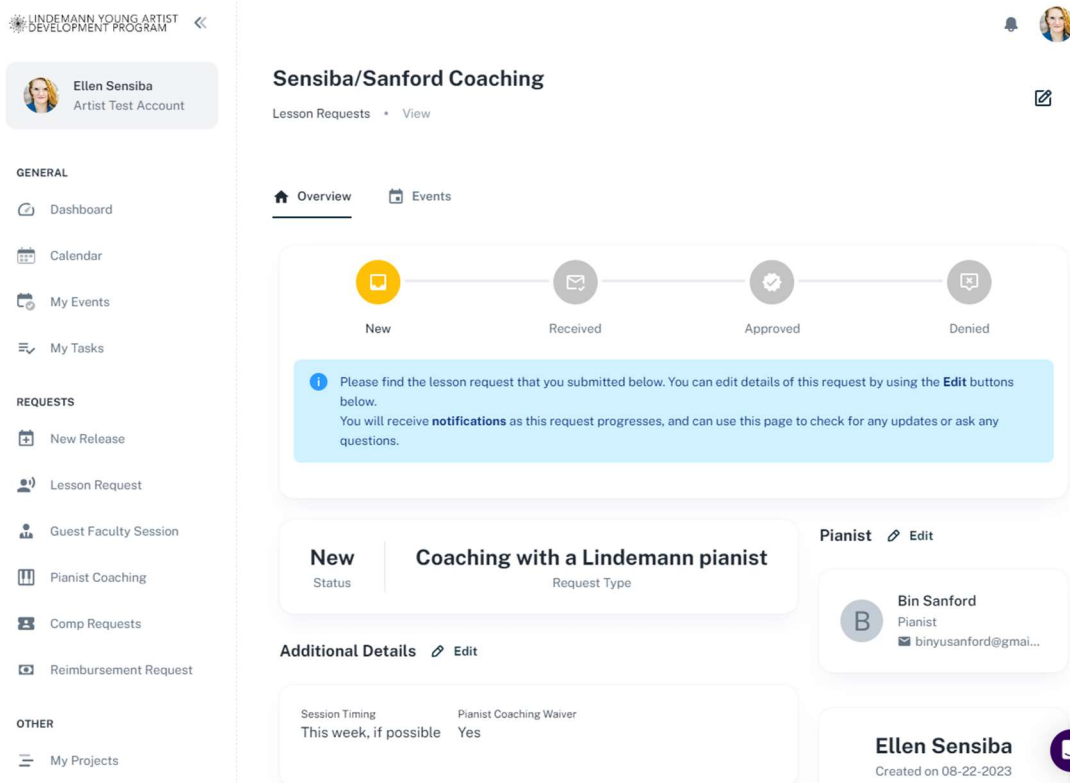 LINDEMANN YOUNG ARTIST
DEVELOPMENT PROGRAM
Ellen Sensiba
Artist Test Account
GENERAL
Dashboard
Calendar
My Events
My Tasks
REQUESTS
New Release
Lesson Request
Guest Faculty Session
Pianist Coaching
Comp Requests
Reimbursement Request
OTHER
My Projects
Sensiba/Sanford Coaching
Lesson Requests • View
Overview
Events
New
Received
Approved
Denied
Please find the lesson request that you submitted below. You can edit details of this request by using the Edit buttons
below.
You will receive notifications as this request progresses, and can use this page to check for any updates or ask any
questions.
New
Status
Coaching with a Lindemann pianist
Request Type
Additional Details Edit
Session Timing
This week, if possible
Pianist Coaching Waiver
Yes
Pianist Edit
B
Bin Sanford
Pianist
binyusanford@gmai...
Ellen Sensiba
Created on 08-22-2023